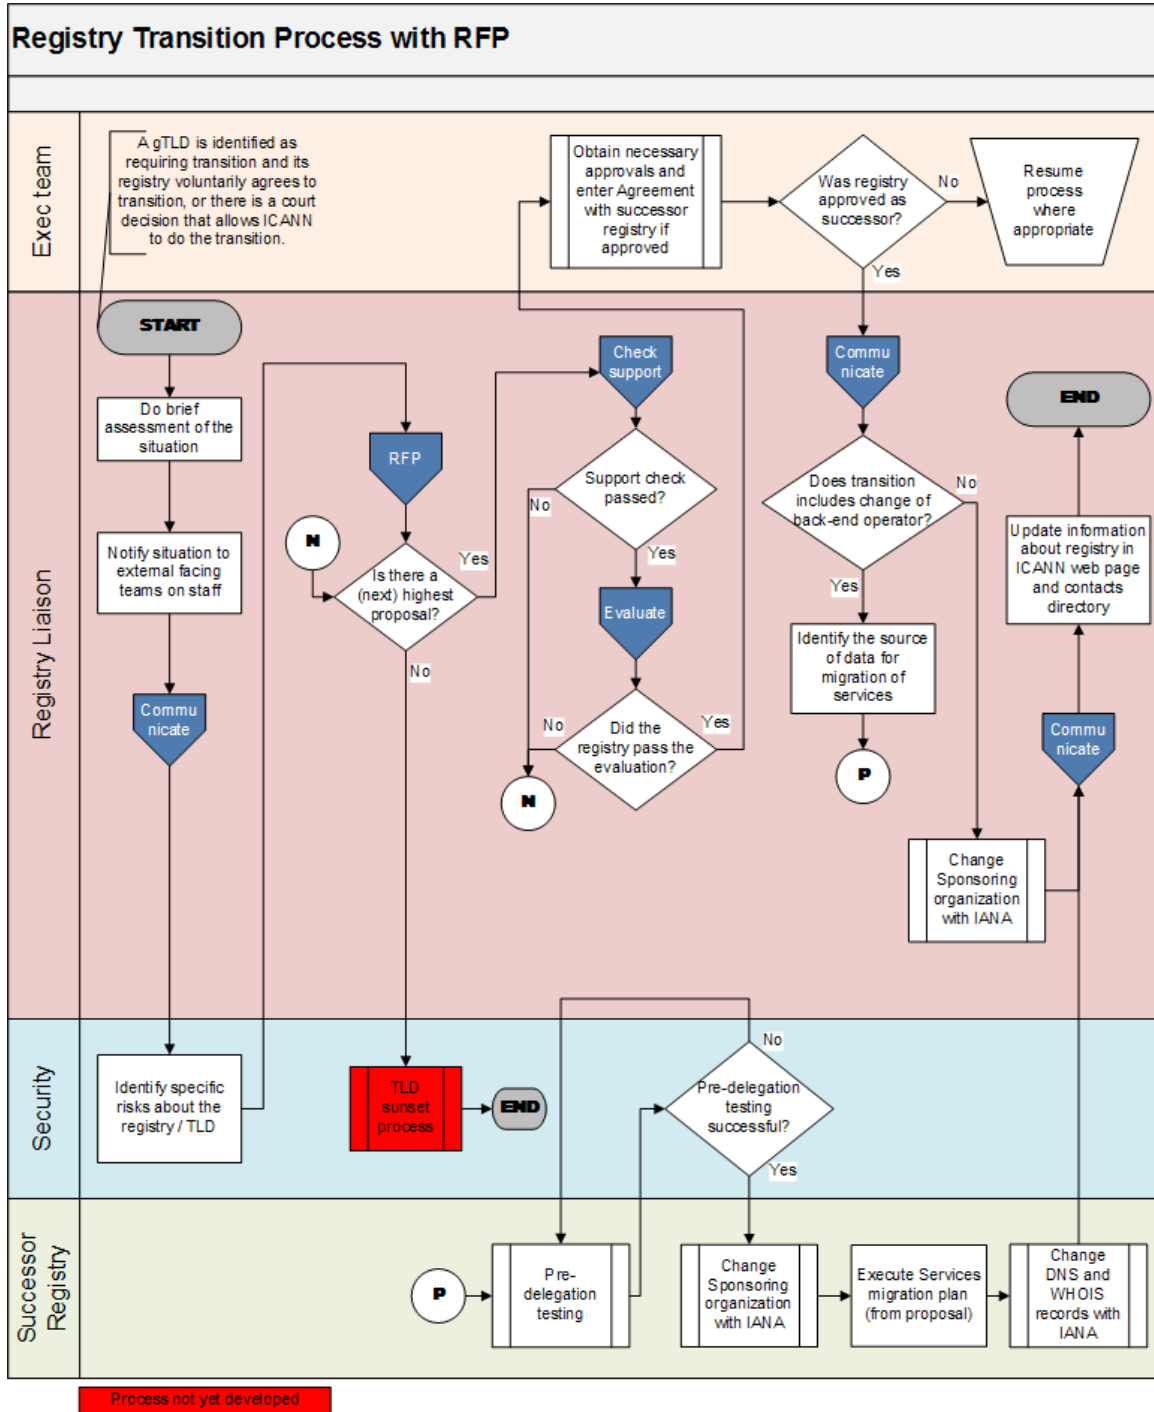 Registry Transition Process with RFP
Exec team
A gTLD is identified as
requiring transition and its
registry voluntarily agrees to
transition, or there is a court
decision that allows ICANN
to do the transition.
Obtain necessary
approvals and
enter Agreement
with successor
registry if
approved
Was registry
approved as
successor?
No
Yes
Resume
process
where
appropriate
Registry Liaison
START
Do brief
assessment of the
situation
Notify situation to
external facing
teams on staff
Commu
nicate
RFP
N
Is there a
(next) highest
proposal?
Yes
No
Check
support
Support check
passed?
No
Yes
Evaluate
Did the
registry pass the
evaluation?
No
Yes
N
Commu
nicate
Does transition
includes change of
back-end operator?
No
Yes
Identify the source
of data for
migration of
services
P
Change
Sponsoring
organization
with IANA
END
Update information
about registry in
ICANN web page
and contacts
directory
Commu
nicate
Security
Identify specific
risks about the
registry / TLD
TLD
sunset
process
END
Pre-delegation
testing
successful?
No
Yes
Successor
Registry
P
Pre-
delegation
testing
Change
Sponsoring
organization
with IANA
Execute Services
migration plan
(from proposal)
Change
DNS and
WHOIS
records with
IANA
Process not yet developed